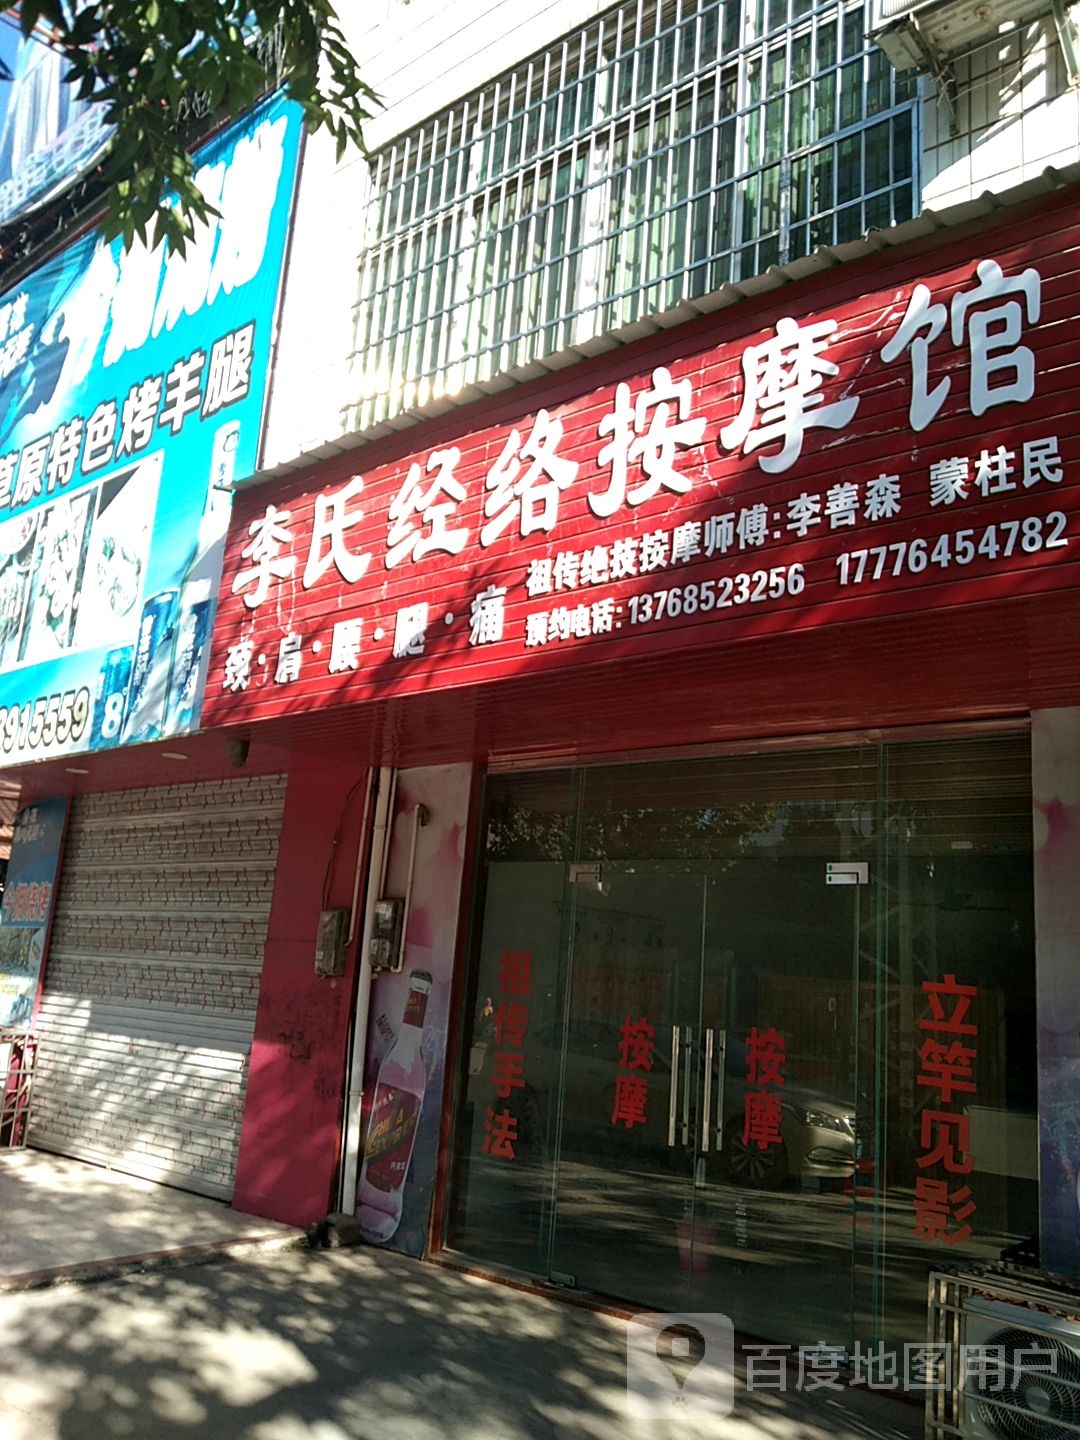 李氏经络按摩馆
祖传绝技按摩师傅:李善森 蒙柱民
颈·肩·腰·腿·痛
预约电话:13768523256 17776454782
草原特色烤羊腿
8915559
祖传手法
按摩
按摩
立竿见影
百度地图用户